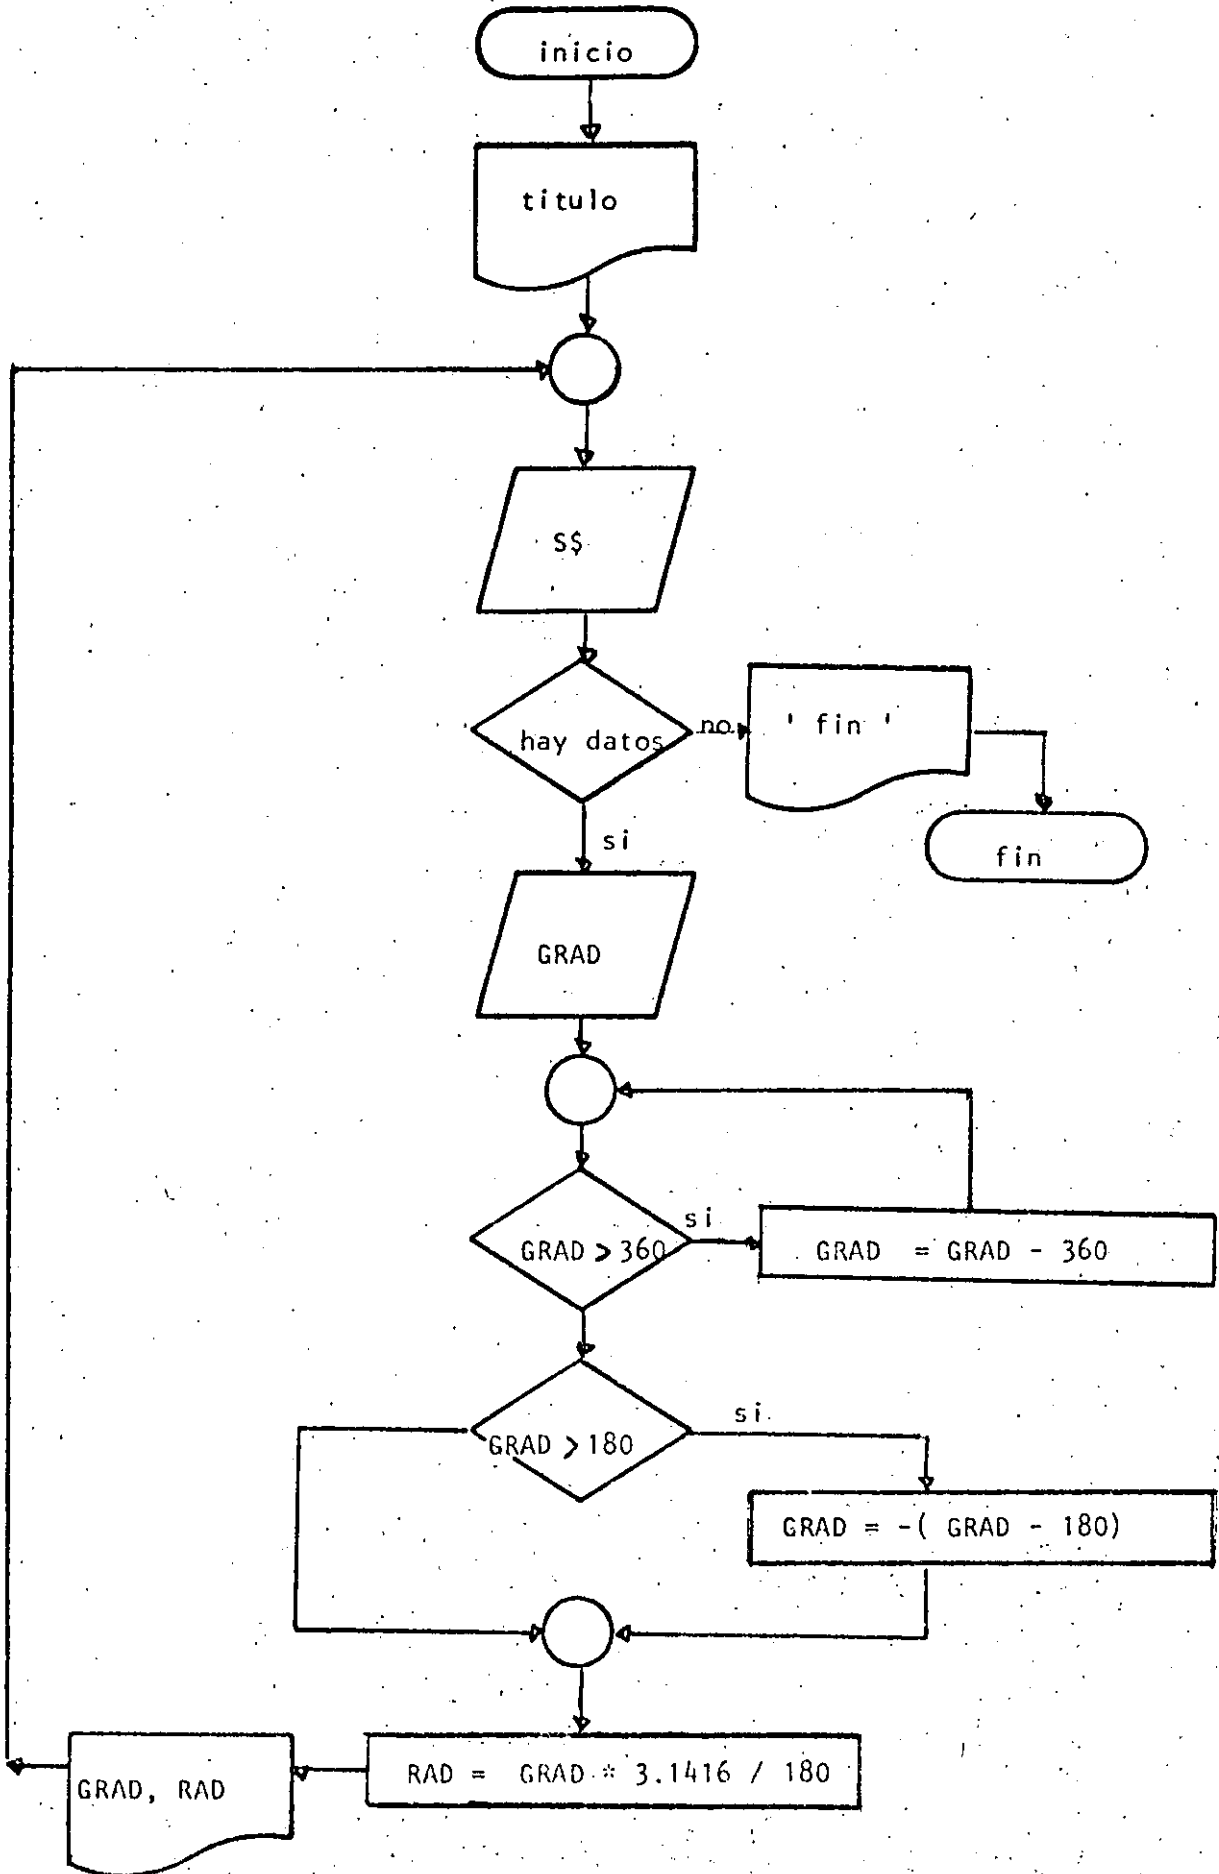 inicio
titulo
S$
hay datos
no
' fin '
fin
si
GRAD
GRAD > 360
si
GRAD = GRAD - 360
GRAD > 180
si
GRAD = -( GRAD - 180)
RAD = GRAD * 3.1416 / 180
GRAD, RAD